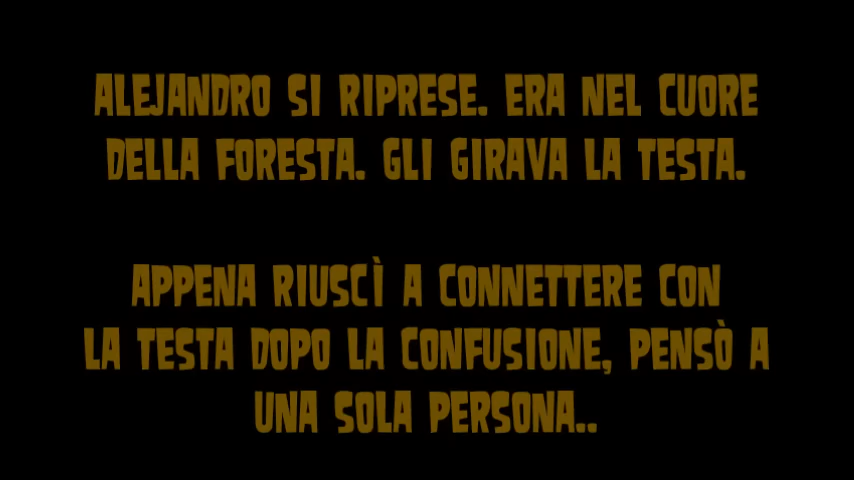 ALEJANDRO SI RIPRESE. ERA NEL CUORE
DELLA FORESTA. GLI GIRAVA LA TESTA.
APPENA RIUSCÌ A CONNETTERE CON
LA TESTA DOPO LA CONFUSIONE, PENSÒ A
UNA SOLA PERSONA..